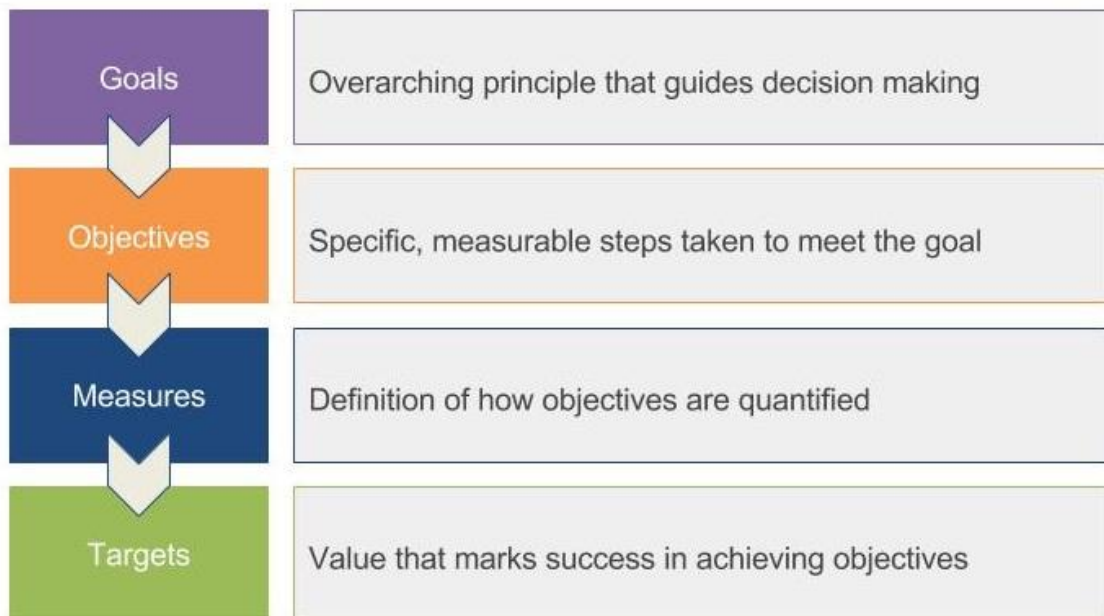 Goals
Overarching principle that guides decision making
Objectives
Specific, measurable steps taken to meet the goal
Measures
Definition of how objectives are quantified
Targets
Value that marks success in achieving objectives